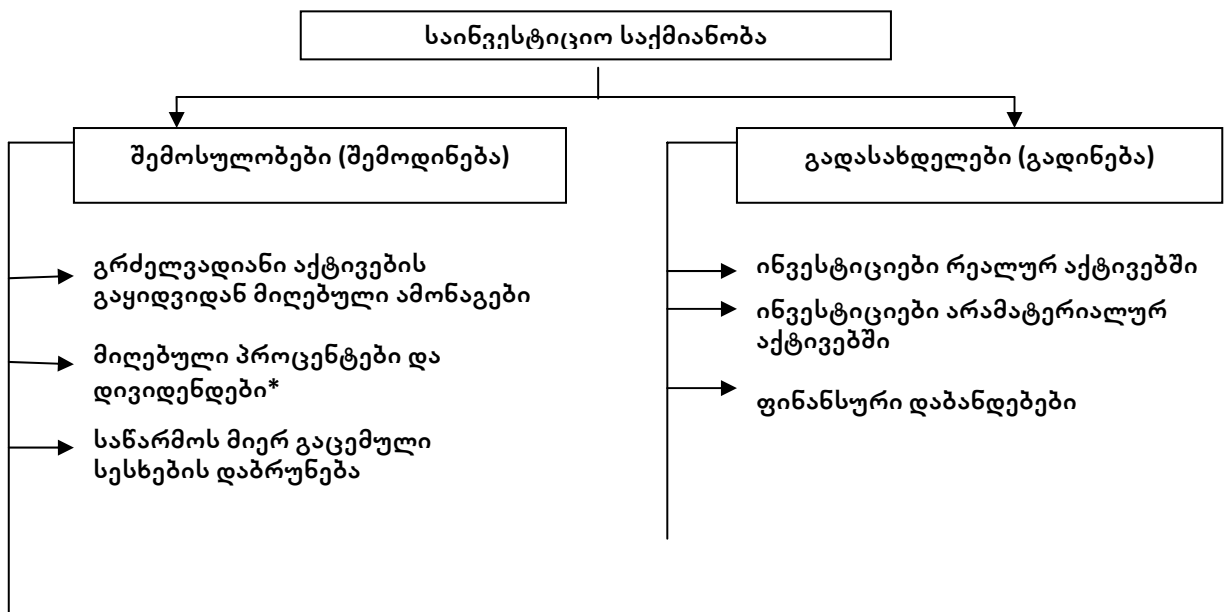 საინვესტიციო საქმიანობა
შემოსულობები (შემოდინება)
გრძელვადიანი აქტივების
გაყიდვიდან მიღებული ამონაგები
მიღებული პროცენტები და
დივიდენდები*
საწარმოს მიერ გაცემული
სესხების დაბრუნება
გადასახდელები (გადინება)
ინვესტიციები რეალურ აქტივებში
ინვესტიციები არამატერიალურ
აქტივებში
ფინანსური დაბანდებები